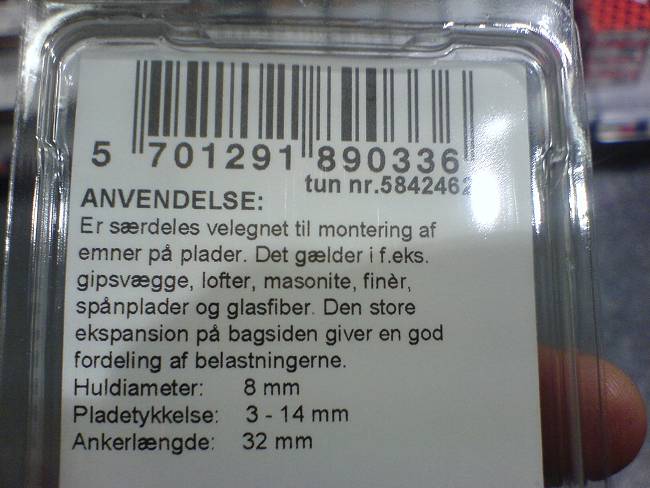 5 701291 890336
tun nr.5842462
ANVENDELSE:
Er særdeles velegnet til montering af
emner på plader. Det gælder i f.eks.
gipsvægge, lofter, masonite, finèr,
spånplader og glasfiber. Den store
ekspansion på bagsiden giver en god
fordeling af belastningerne.
Huldiameter: 8 mm
Pladetykkelse: 3 - 14 mm
Ankerlængde: 32 mm